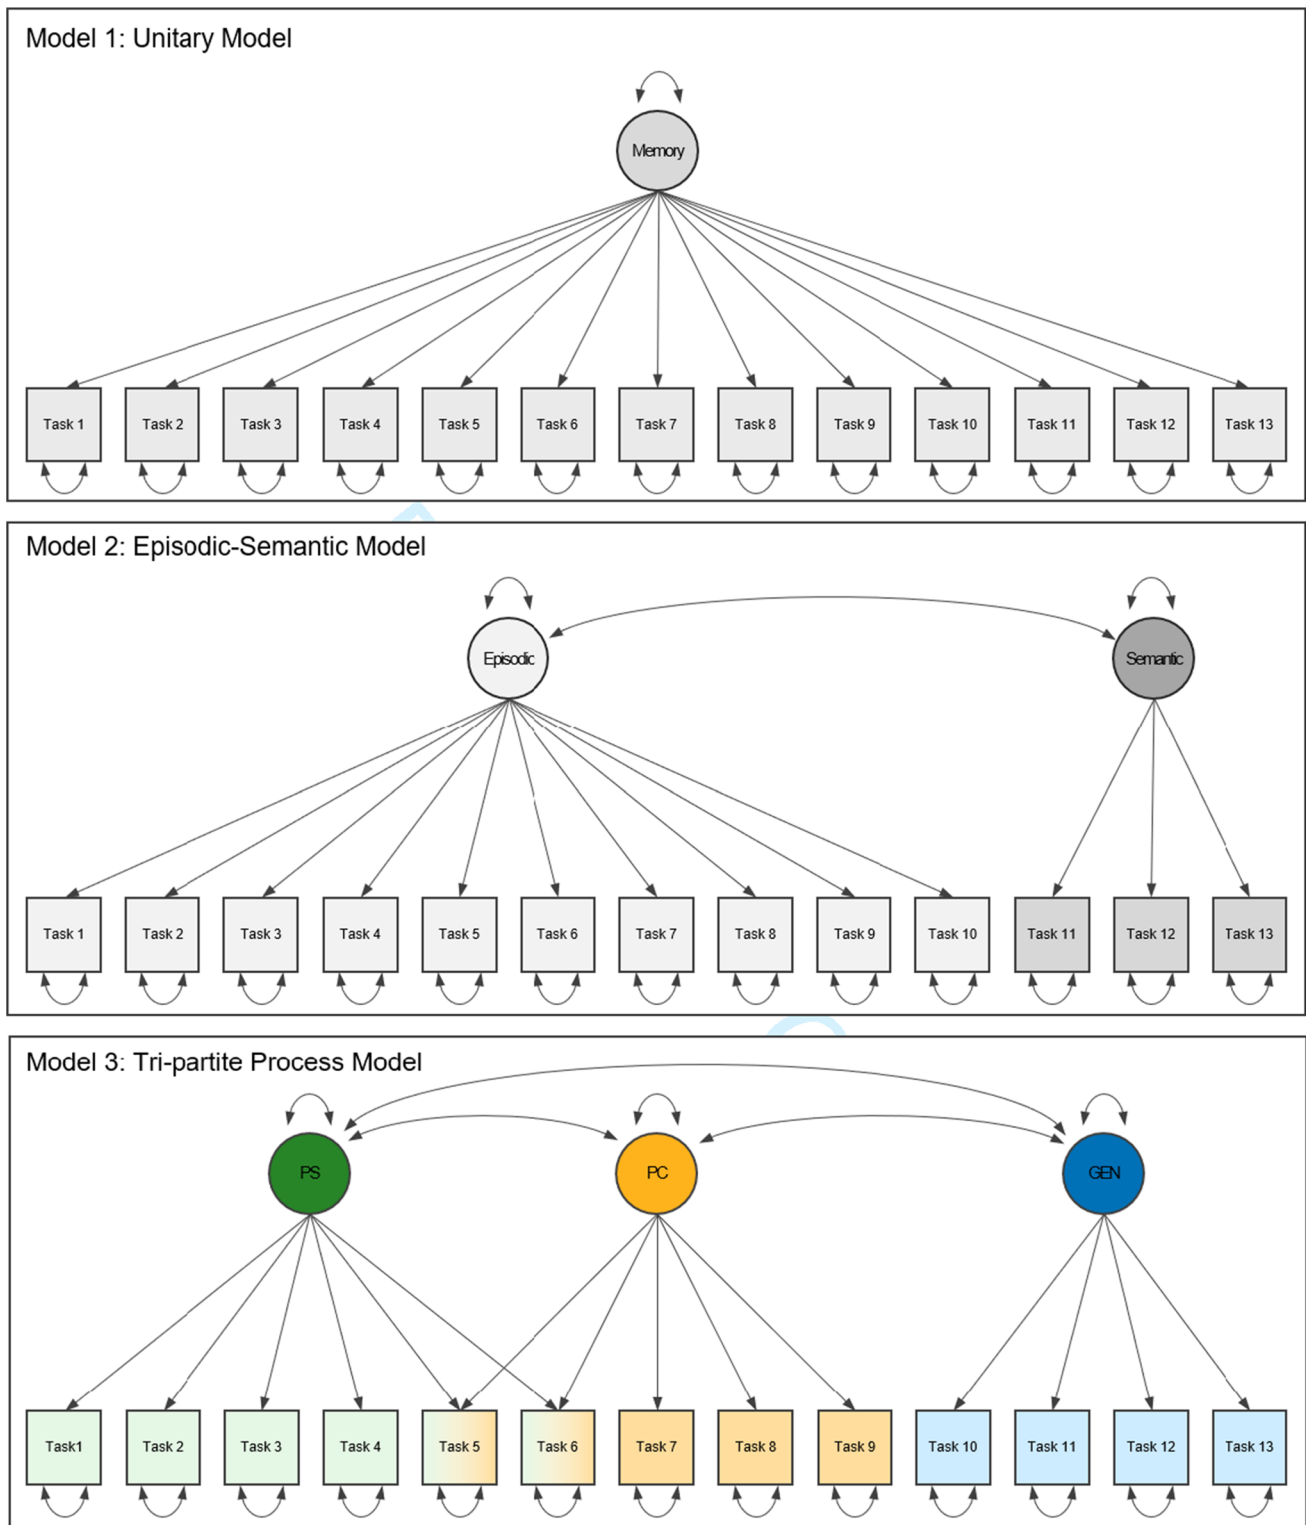 Model 1: Unitary Model
Memory
Task 1 Task 2 Task 3 Task 4 Task 5 Task 6 Task 7 Task 8 Task 9 Task 10 Task 11 Task 12 Task 13
Model 2: Episodic-Semantic Model
Episodic Semantic
Task 1 Task 2 Task 3 Task 4 Task 5 Task 6 Task 7 Task 8 Task 9 Task 10 Task 11 Task 12 Task 13
Model 3: Tri-partite Process Model
PS PC GEN
Task1 Task 2 Task 3 Task 4 Task 5 Task 6 Task 7 Task 8 Task 9 Task 10 Task 11 Task 12 Task 13